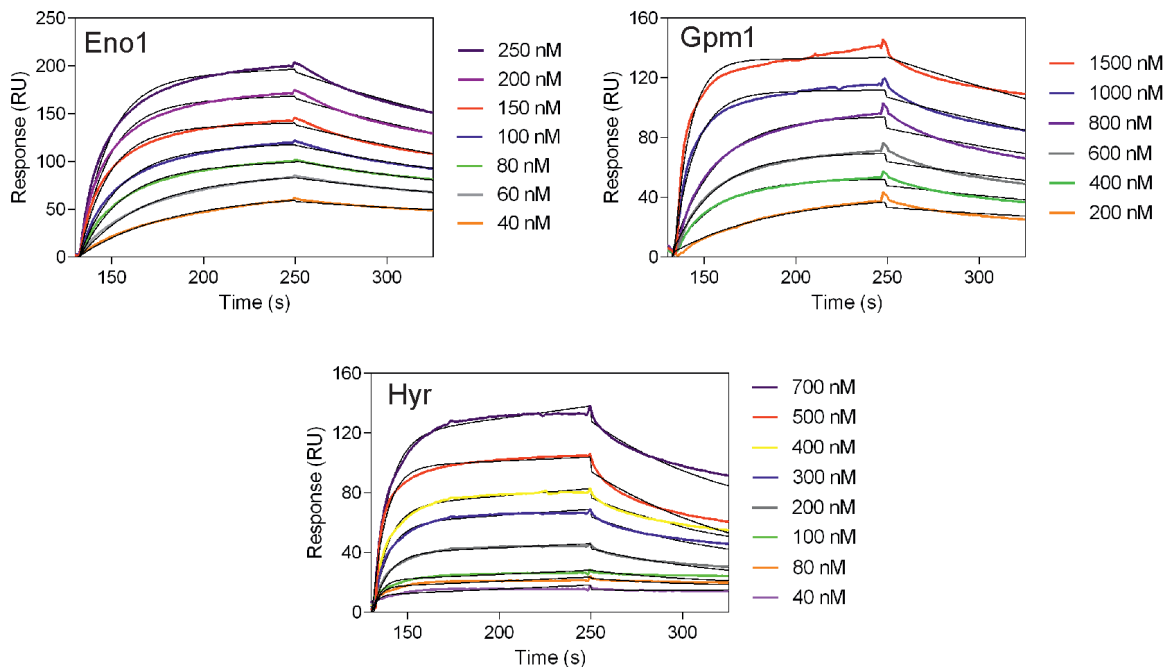 Eno1
250
200
150
100
50
0
Response (RU)
150
200
250
300
Time (s)
250 nM
200 nM
150 nM
100 nM
80 nM
60 nM
40 nM
Gpm1
160
120
80
40
0
Response (RU)
150
200
250
300
Time (s)
1500 nM
1000 nM
800 nM
600 nM
400 nM
200 nM
Hyr
160
120
80
40
0
Response (RU)
150
200
250
300
Time (s)
700 nM
500 nM
400 nM
300 nM
200 nM
100 nM
80 nM
40 nM